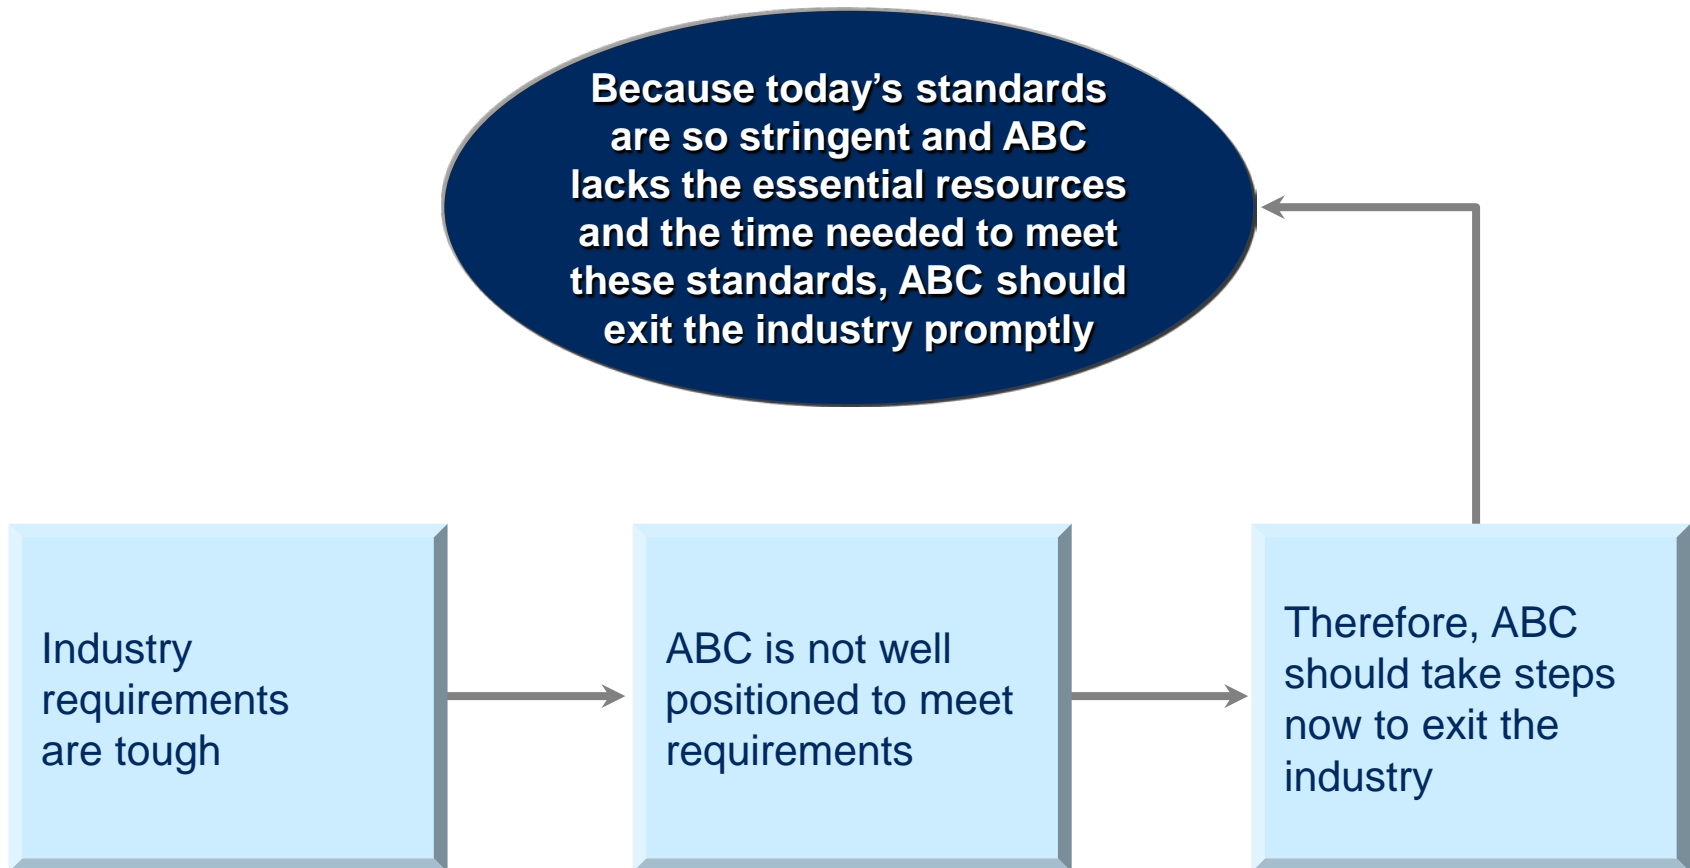 Because today’s standards
are so stringent and ABC
lacks the essential resources
and the time needed to meet
these standards, ABC should
exit the industry promptly
Industry
requirements
are tough
ABC is not well
positioned to meet
requirements
Therefore, ABC
should take steps
now to exit the
industry